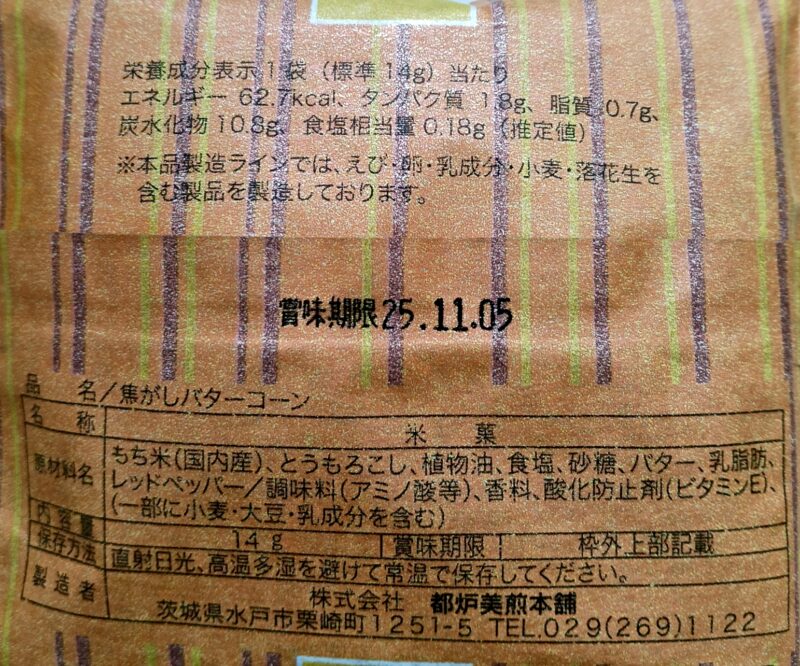 栄養成分表示1袋（標準14g）当たり
エネルギー 62.7kcal、タンパク質 1.8g、脂質 0.7g、
炭水化物 10.8g、食塩相当量 0.18g（推定値）
※本品製造ラインでは、えび・卵・乳成分・小麦・落花生を
含む製品を製造しております。
賞味期限25.11.05
品 名／焦がしバターコーン
名 称 米 菓
原材料名 もち米（国内産）、とうもろこし、植物油、食塩、砂糖、バター、乳脂肪、
レッドペッパー／調味料（アミノ酸等）、香料、酸化防止剤（ビタミンE）、
（一部に小麦・大豆・乳成分を含む）
内容量 14g 賞味期限 枠外上部記載
保存方法 直射日光、高温多湿を避けて常温で保存してください。
製造者 株式会社 都炉美煎本舗
茨城県水戸市栗崎町1251-5 TEL.029(269)1122